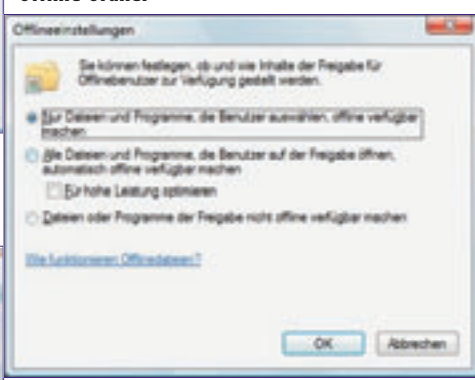 Offlineeinstellungen
Sie können festlegen, ob und wie Inhalte der Freigabe für
Offlinebenutzer zur Verfügung gestellt werden.
Nur Dateien und Programme, die Benutzer auswählen, offline verfügbar
machen
Alle Dateien und Programme, die Benutzer auf der Freigabe öffnen,
automatisch offline verfügbar machen
Für hohe Leistung optimieren
Dateien oder Programme der Freigabe nicht offline verfügbar machen
Wie funktionieren Offlinedateien?
OK Abbrechen